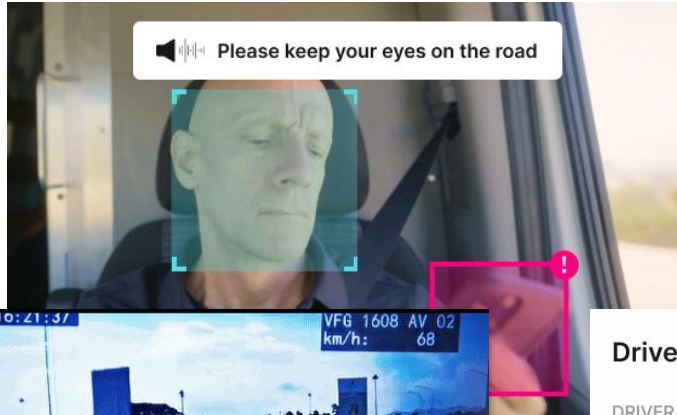 Please keep your eyes on the road
!
16:21:37
VFG 1608 AV 02
km/h: 68
Drive
DRIVER